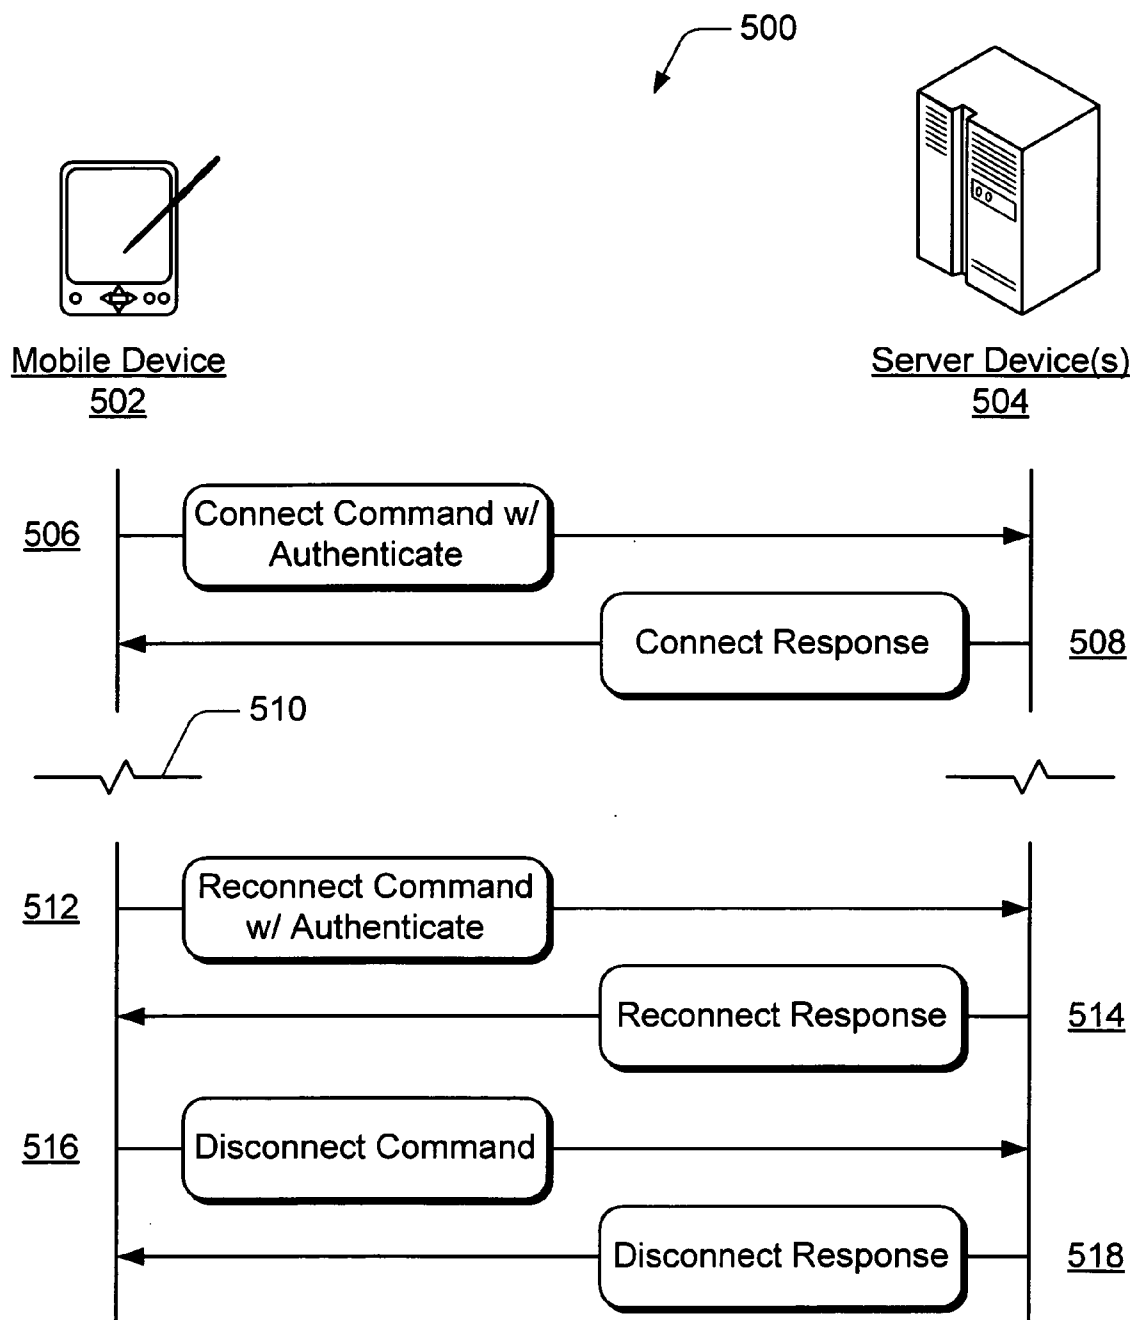 500
Mobile Device
502
Server Device(s)
504
506
Connect Command w/
Authenticate
Connect Response
508
510
512
Reconnect Command
w/ Authenticate
Reconnect Response
514
516
Disconnect Command
Disconnect Response
518